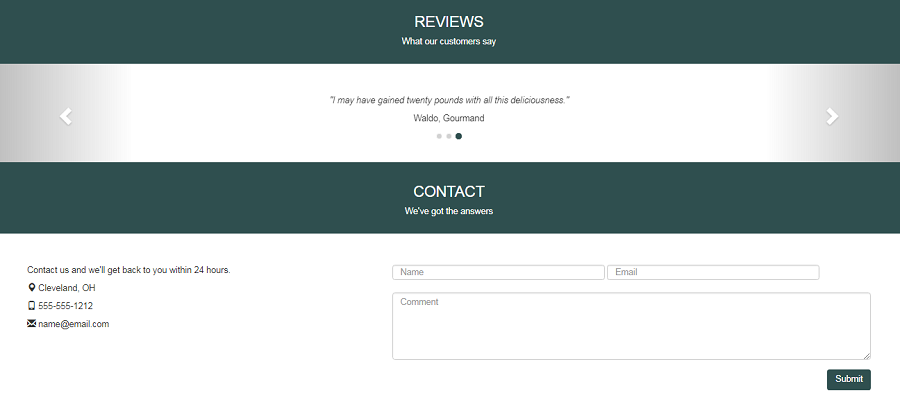 REVIEWS
What our customers say
"I may have gained twenty pounds with all this deliciousness."
Waldo, Gourmand
CONTACT
We've got the answers
Contact us and we'll get back to you within 24 hours.
Cleveland, OH
555-555-1212
name@email.com
Name Email
Comment
Submit